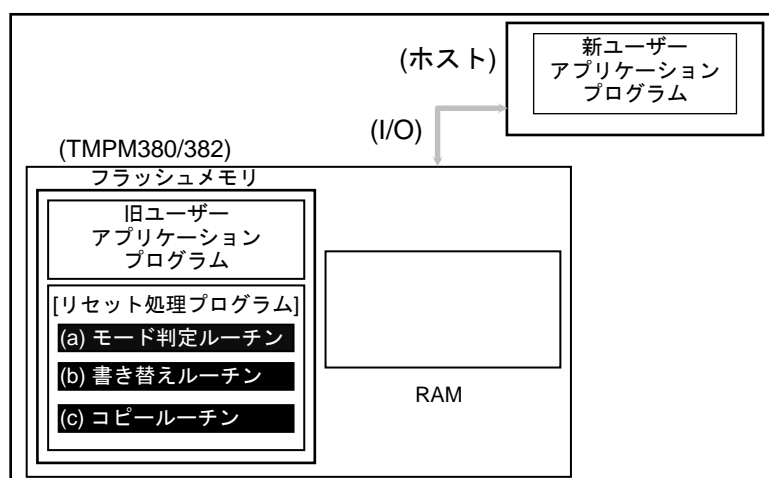 (ホスト)
新ユーザー
アプリケーション
プログラム
(I/O)
(TMPM380/382)
フラッシュメモリ
旧ユーザー
アプリケーション
プログラム
[リセット処理プログラム]
(a) モード判定ルーチン
(b) 書き替えルーチン
(c) コピールーチン
RAM